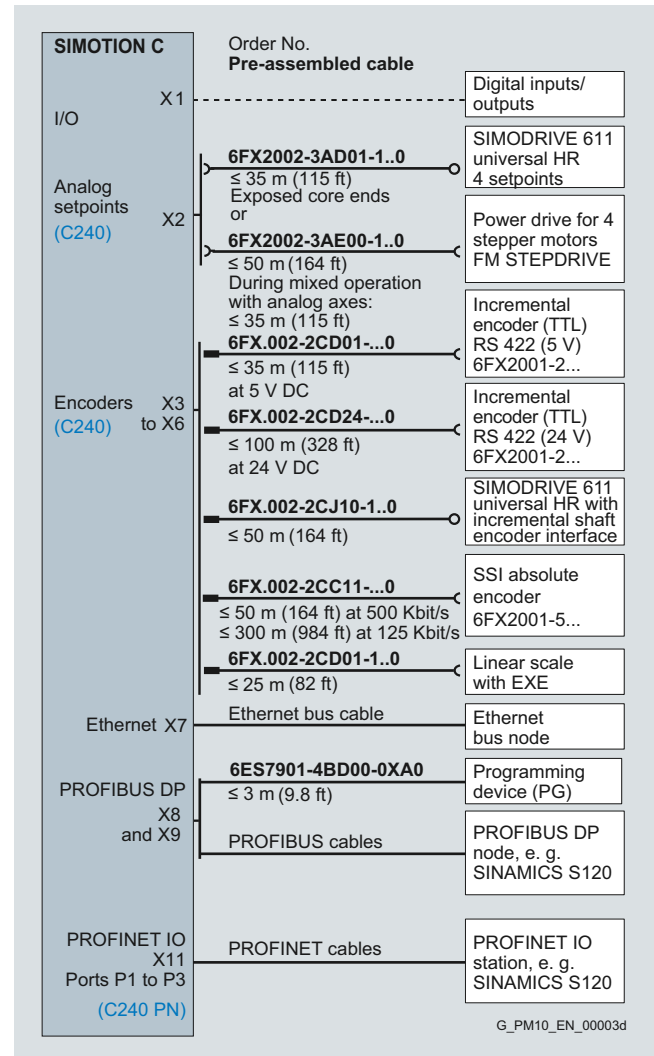 SIMOTION C
Order No.
Pre-assembled cable
X1
Digital inputs/
outputs
I/O
6FX2002-3AD01-1..0
≤ 35 m (115 ft)
Exposed core ends
or
SIMODRIVE 611
universal HR
4 setpoints
Analog
setpoints
X2
(C240)
6FX2002-3AE00-1..0
≤ 50 m (164 ft)
During mixed operation
with analog axes:
≤ 35 m (115 ft)
Power drive for 4
stepper motors
FM STEPDRIVE
6FX.002-2CD01-...0
≤ 35 m (115 ft)
at 5 V DC
Incremental
encoder (TTL)
RS 422 (5 V)
6FX2001-2...
Encoders X3
(C240) to X6
6FX.002-2CD24-...0
≤ 100 m (328 ft)
at 24 V DC
Incremental
encoder (TTL)
RS 422 (24 V)
6FX2001-2...
6FX.002-2CJ10-1..0
≤ 50 m (164 ft)
SIMODRIVE 611
universal HR with
incremental shaft
encoder interface
6FX.002-2CC11-...0
≤ 50 m (164 ft) at 500 Kbit/s
≤ 300 m (984 ft) at 125 Kbit/s
SSI absolute
encoder
6FX2001-5...
6FX.002-2CD01-1..0
≤ 25 m (82 ft)
Linear scale
with EXE
Ethernet X7
Ethernet bus cable
Ethernet
bus node
PROFIBUS DP
X8
and X9
6ES7901-4BD00-0XA0
≤ 3 m (9.8 ft)
Programming
device (PG)
PROFIBUS cables
PROFIBUS DP
node, e. g.
SINAMICS S120
PROFINET IO
X11
Ports P1 to P3
(C240 PN)
PROFINET cables
PROFINET IO
station, e. g.
SINAMICS S120
G_PM10_EN_00003d